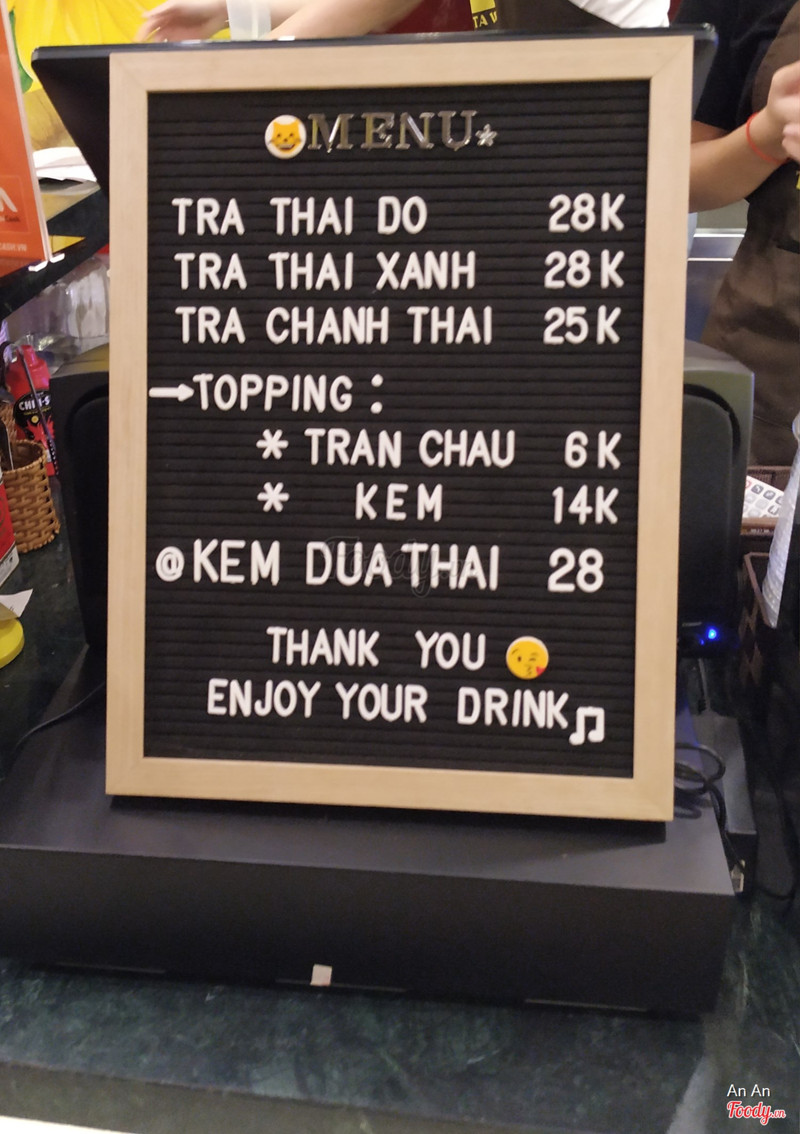 TA V
MENU
TRA THAI DO 28K
TRA THAI XANH 28K
TRA CHANH THAI 25K
→TOPPING :
* TRAN CHAU 6K
* KEM 14K
@KEM DUA THAI 28
THANK YOU 😘
ENJOY YOUR DRINK♫
An An
Foody.vn